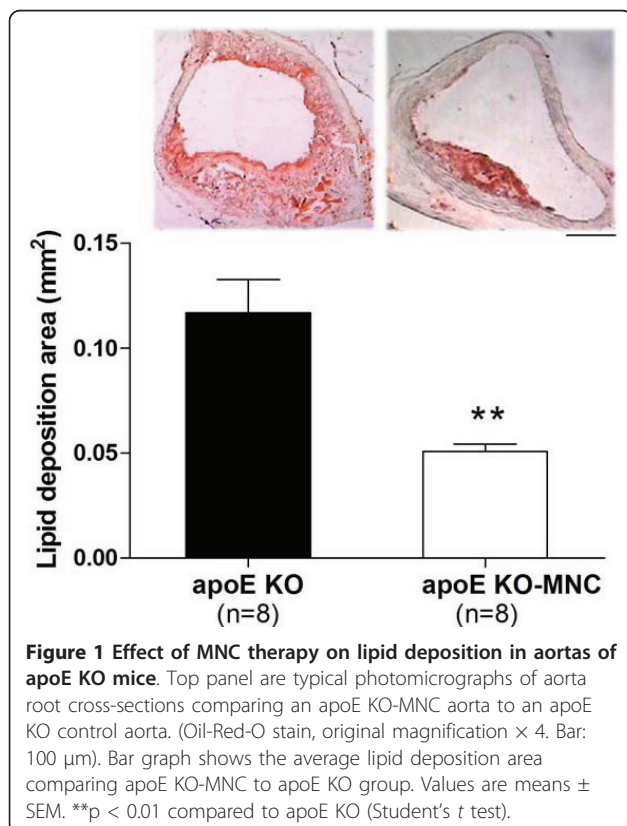 0.15
0.10
0.05
0.00
Lipid deposition area (mm²)
**
apoE KO
(n=8)
apoE KO-MNC
(n=8)
Figure 1 Effect of MNC therapy on lipid deposition in aortas of
apoE KO mice. Top panel are typical photomicrographs of aorta
root cross-sections comparing an apoE KO-MNC aorta to an apoE
KO control aorta. (Oil-Red-O stain, original magnification × 4. Bar:
100 μm). Bar graph shows the average lipid deposition area
comparing apoE KO-MNC to apoE KO group. Values are means ±
SEM. **p < 0.01 compared to apoE KO (Student's t test).